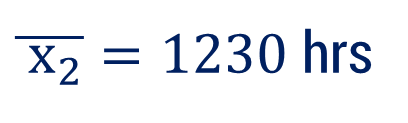 x̄₂ = 1230 hrs